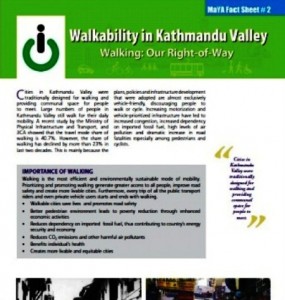 MaYA Fact Sheet # 2
Walkability in Kathmandu Valley
Walking: Our Right-of-Way
Cities in Kathmandu Valley were
traditionally designed for walking and
providing communal space for people
to meet. Large numbers of people in
Kathmandu Valley still walk for their daily
mobility. A recent study by the Ministry of
Physical Infrastructure and Transport, and
JICA showed that the travel mode share of
walking is 40.7%. However, the share of
walking has declined by more than 23% in
last two decades. This is mainly because the
plans, policies and infrastructure development
that were adopted are almost exclusively
vehicle-friendly, discouraging people to
walk or cycle. Increasing motorization and
vehicle-prioritized infrastructure have led to
increased congestion, increased dependency
on imported fossil fuel, high levels of air
pollution and dramatic increase in road
fatalities especially among pedestrians and
cyclists.
"Cities in
Kathmandu
Valley were
traditionally
designed for
walking and
providing
communal
space for
people to
meet"
IMPORTANCE OF WALKING
Walking is the most efficient and environmentally sustainable mode of mobility.
Prioritizing and promoting walking generate greater access to all people, improve road
safety and create more livable cities. Furthermore, every trip of all the public transport
riders and even private vehicle users starts and ends with walking.
• Walkable cities save lives and promote road safety
• Better pedestrian environment leads to poverty reduction through enhanced
economic activities
• Reduces dependency on imported fossil fuel, thus contributing to country's energy
security and economy
• Reduces CO2 emissions and other harmful air pollutants
• Benefits individual's health
• Creates more livable and equitable cities